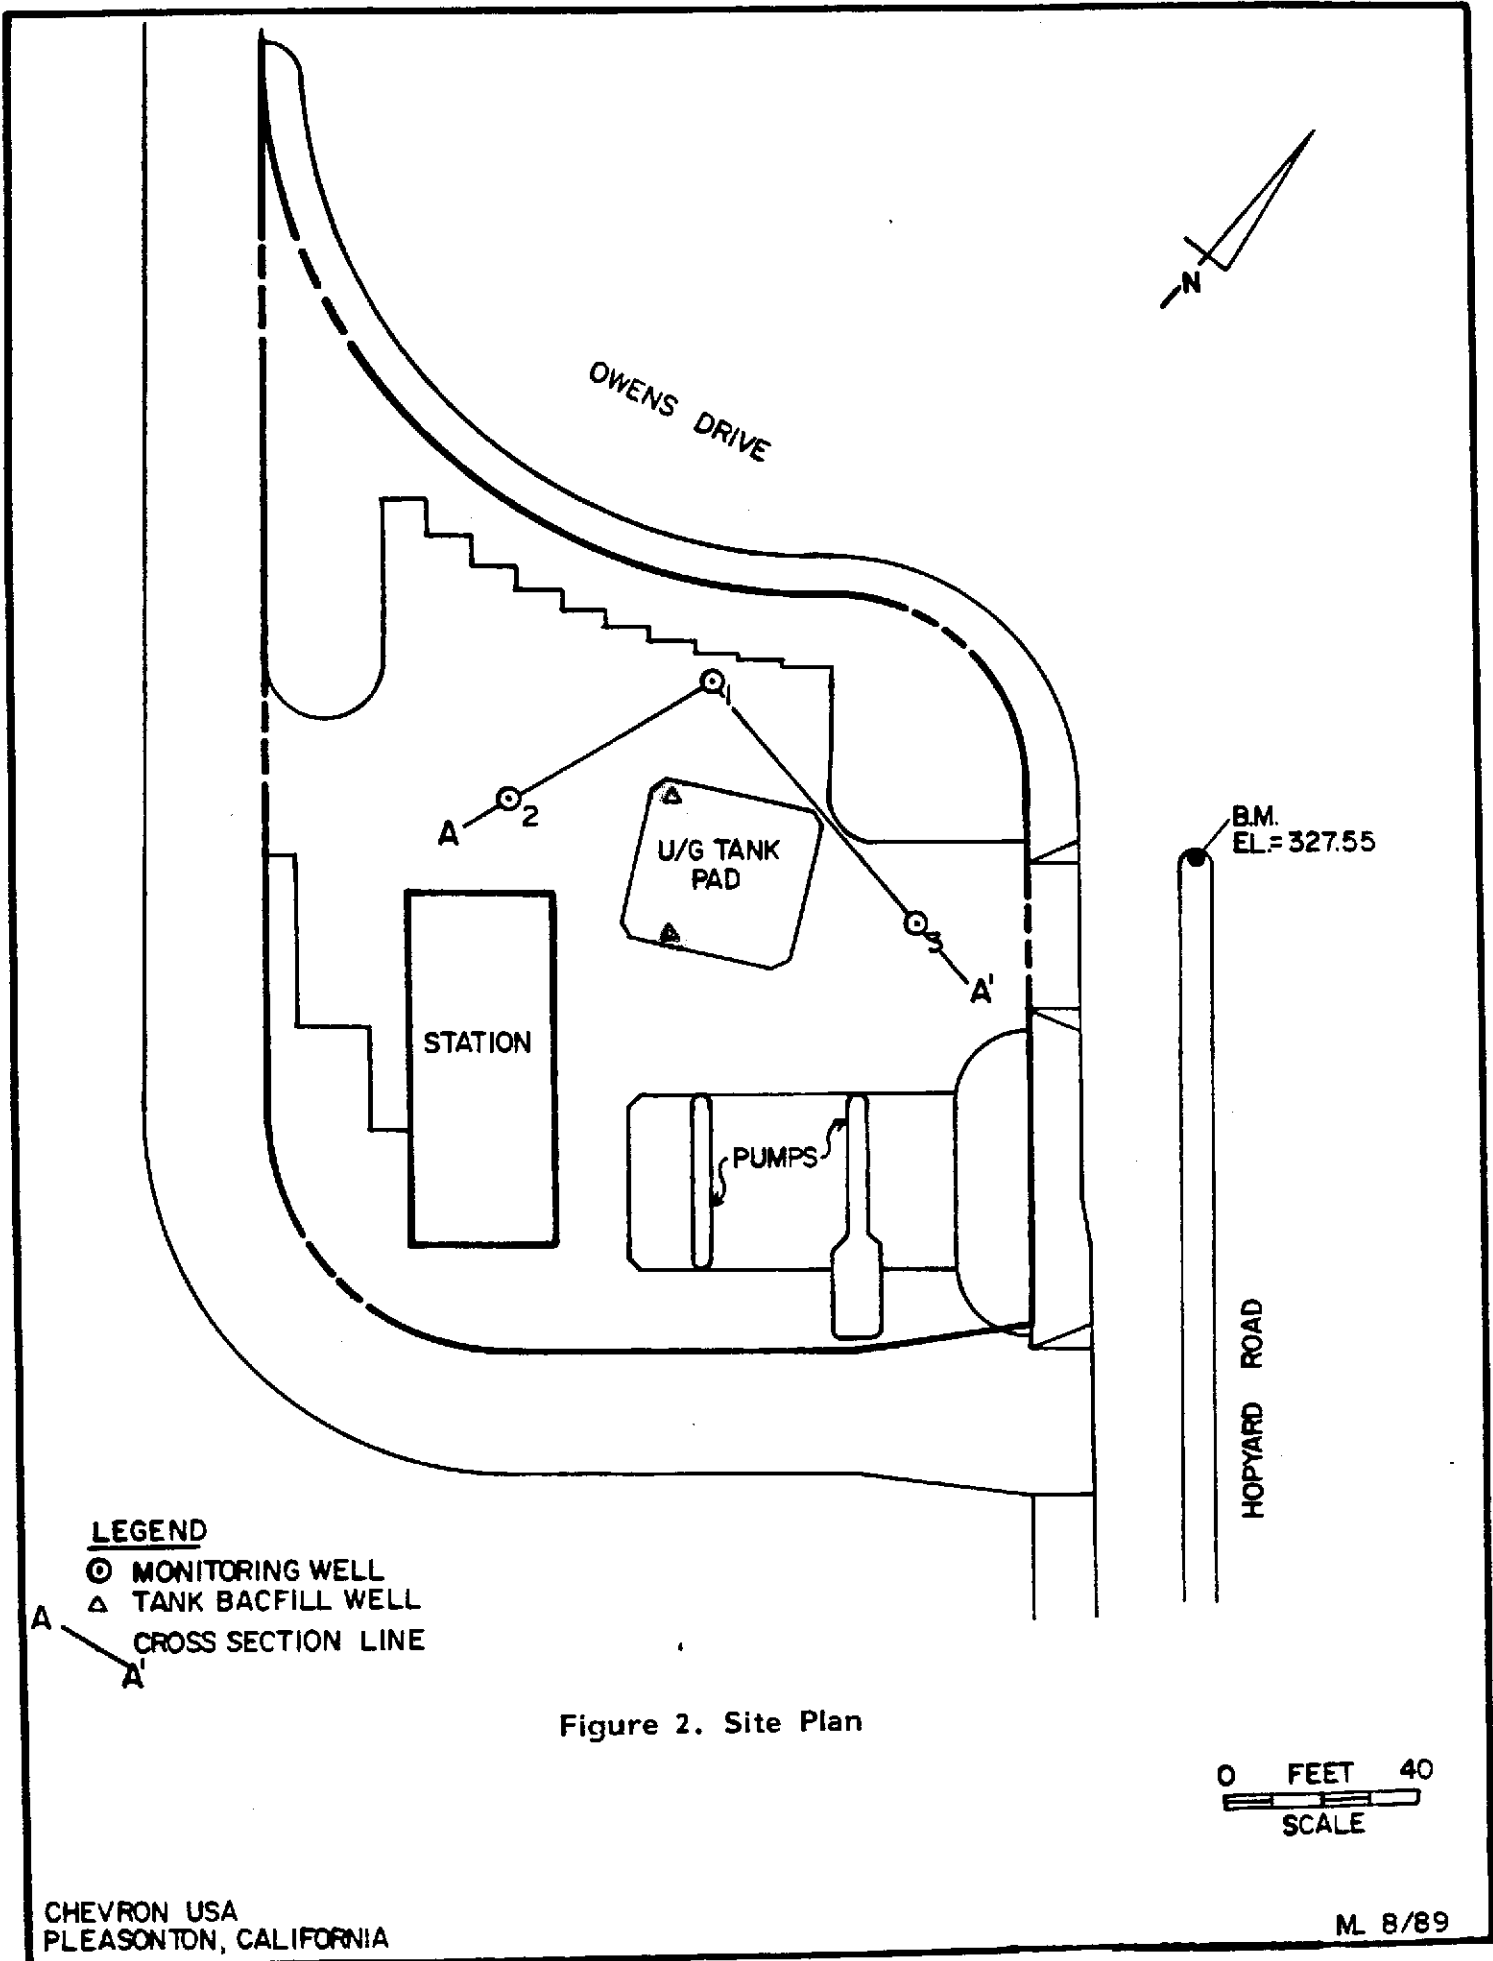 N
OWENS DRIVE
B.M.
EL.= 327.55
1
2
A
U/G TANK
PAD
3
A'
STATION
PUMPS
HOPYARD ROAD
LEGEND
MONITORING WELL
TANK BACFILL WELL
A
CROSS SECTION LINE
A'
Figure 2. Site Plan
0 FEET 40
SCALE
CHEVRON USA
PLEASONTON, CALIFORNIA
M 8/89